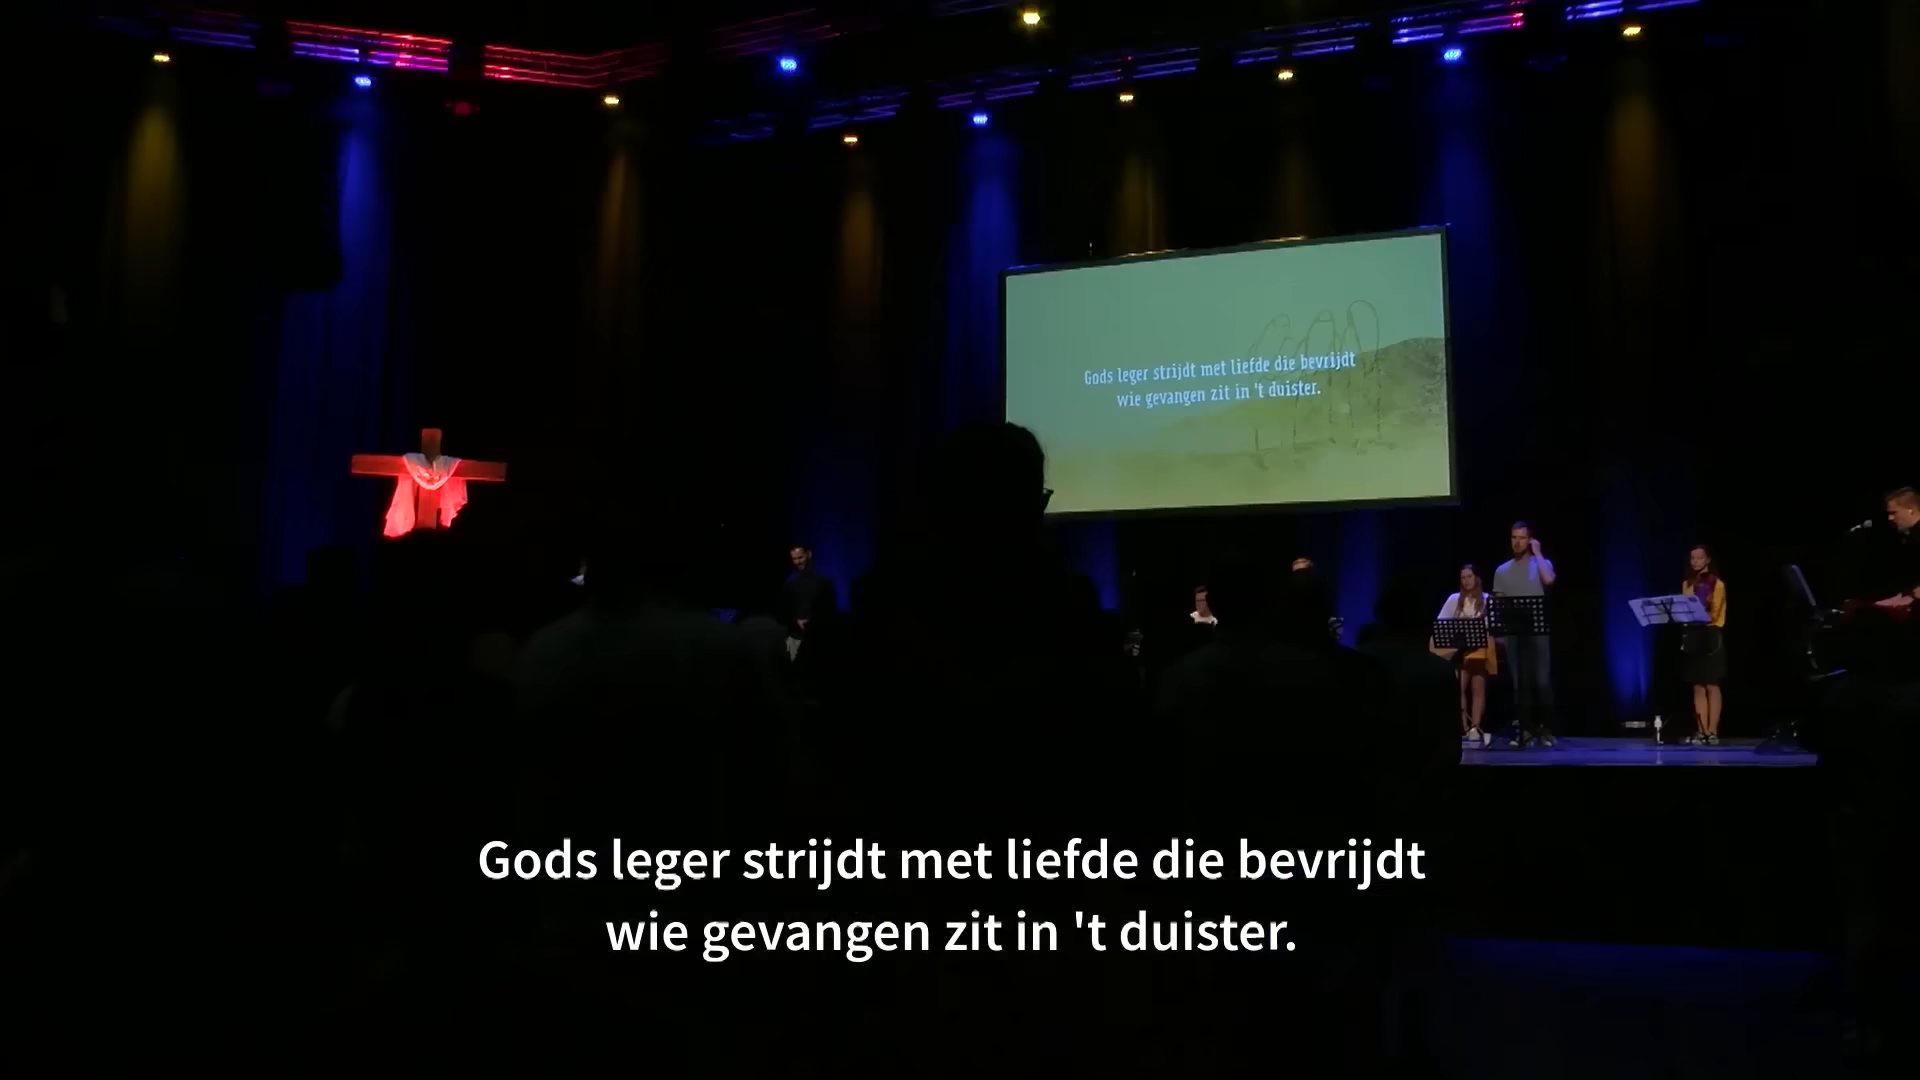 Gods leger strijdt met liefde die bevrijdt
wie gevangen zit in 't duister.
Gods leger strijdt met liefde die bevrijdt
wie gevangen zit in 't duister.